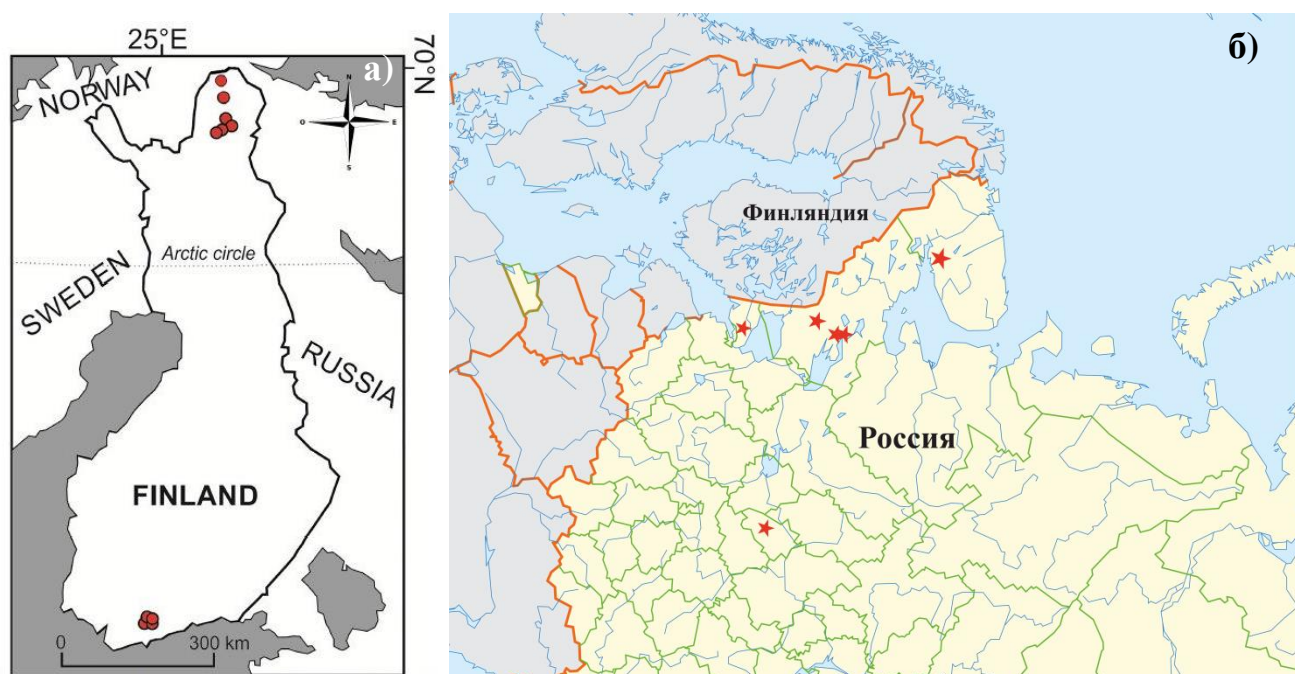 25°E
70°N
а)
NORWAY
N
O
E
S
Arctic circle
SWEDEN
RUSSIA
FINLAND
0
300 km
б)
Финляндия
Россия